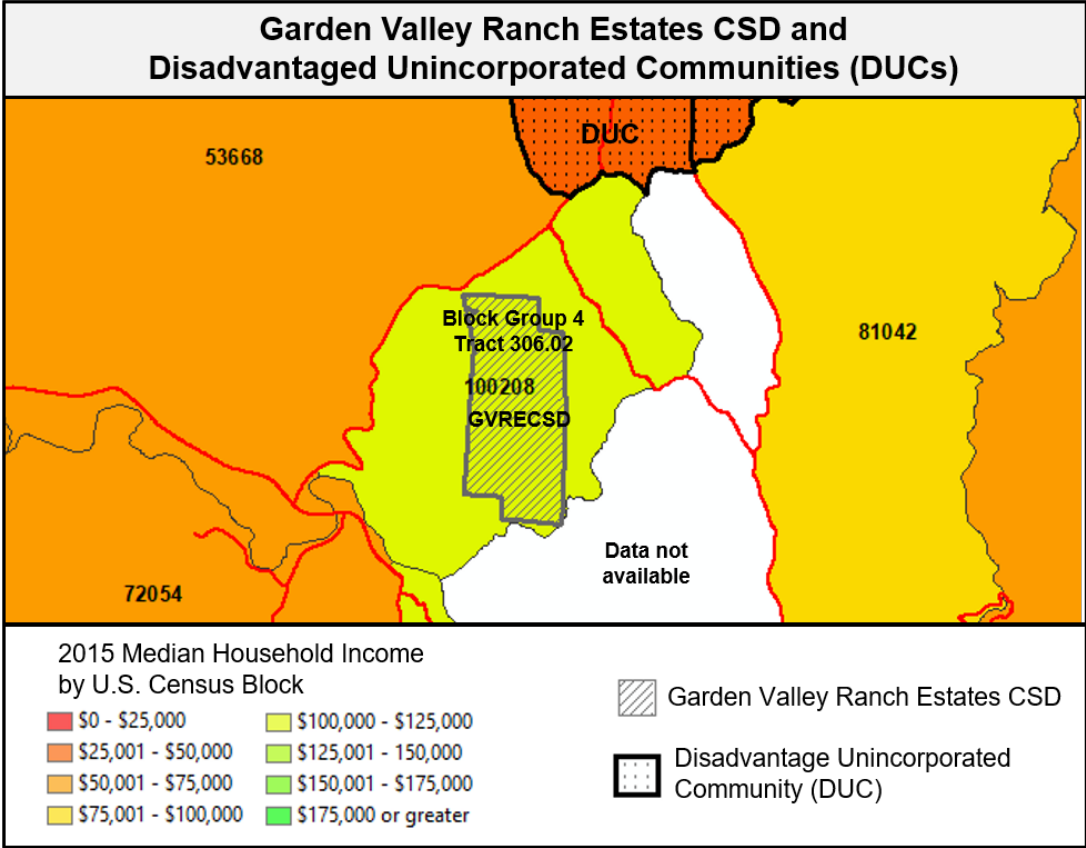 Garden Valley Ranch Estates CSD and
Disadvantaged Unincorporated Communities (DUCs)
DUC
53668
Block Group 4
Tract 306.02
81042
100208
GVRECSD
Data not
available
72054
2015 Median Household Income
by U.S. Census Block
$0 - $25,000
$25,001 - $50,000
$50,001 - $75,000
$75,001 - $100,000
$100,000 - $125,000
$125,001 - 150,000
$150,001 - $175,000
$175,000 or greater
Garden Valley Ranch Estates CSD
Disadvantage Unincorporated
Community (DUC)